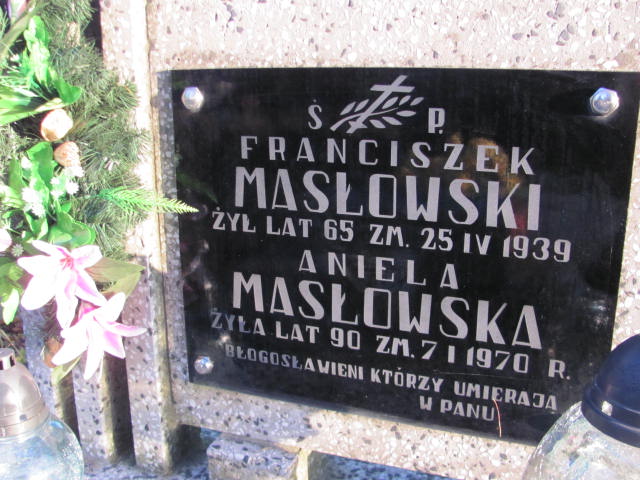 Ś. P.
FRANCISZEK
MASŁOWSKI
ŻYŁ LAT 65 ZM. 25 IV 1939
ANIELA
MASŁOWSKA
ŻYŁA LAT 90 ZM. 7 I 1970 R.
BŁOGOSŁAWIENI KTÓRZY UMIERAJĄ
W PANU